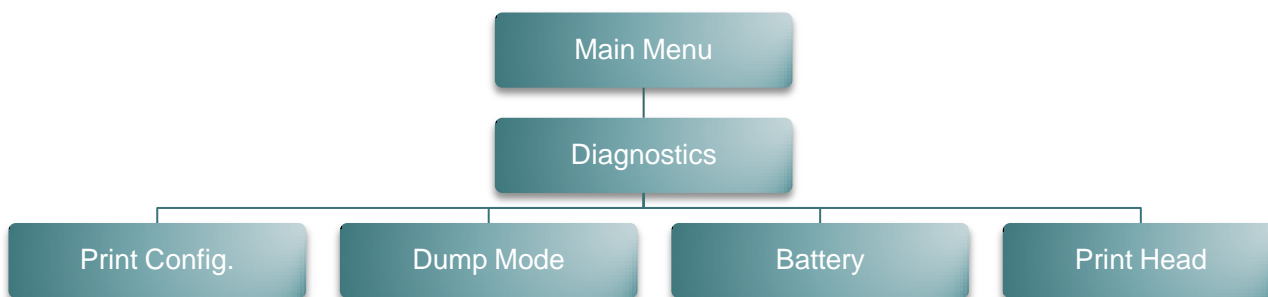 Main Menu
Diagnostics
Print Config.
Dump Mode
Battery
Print Head